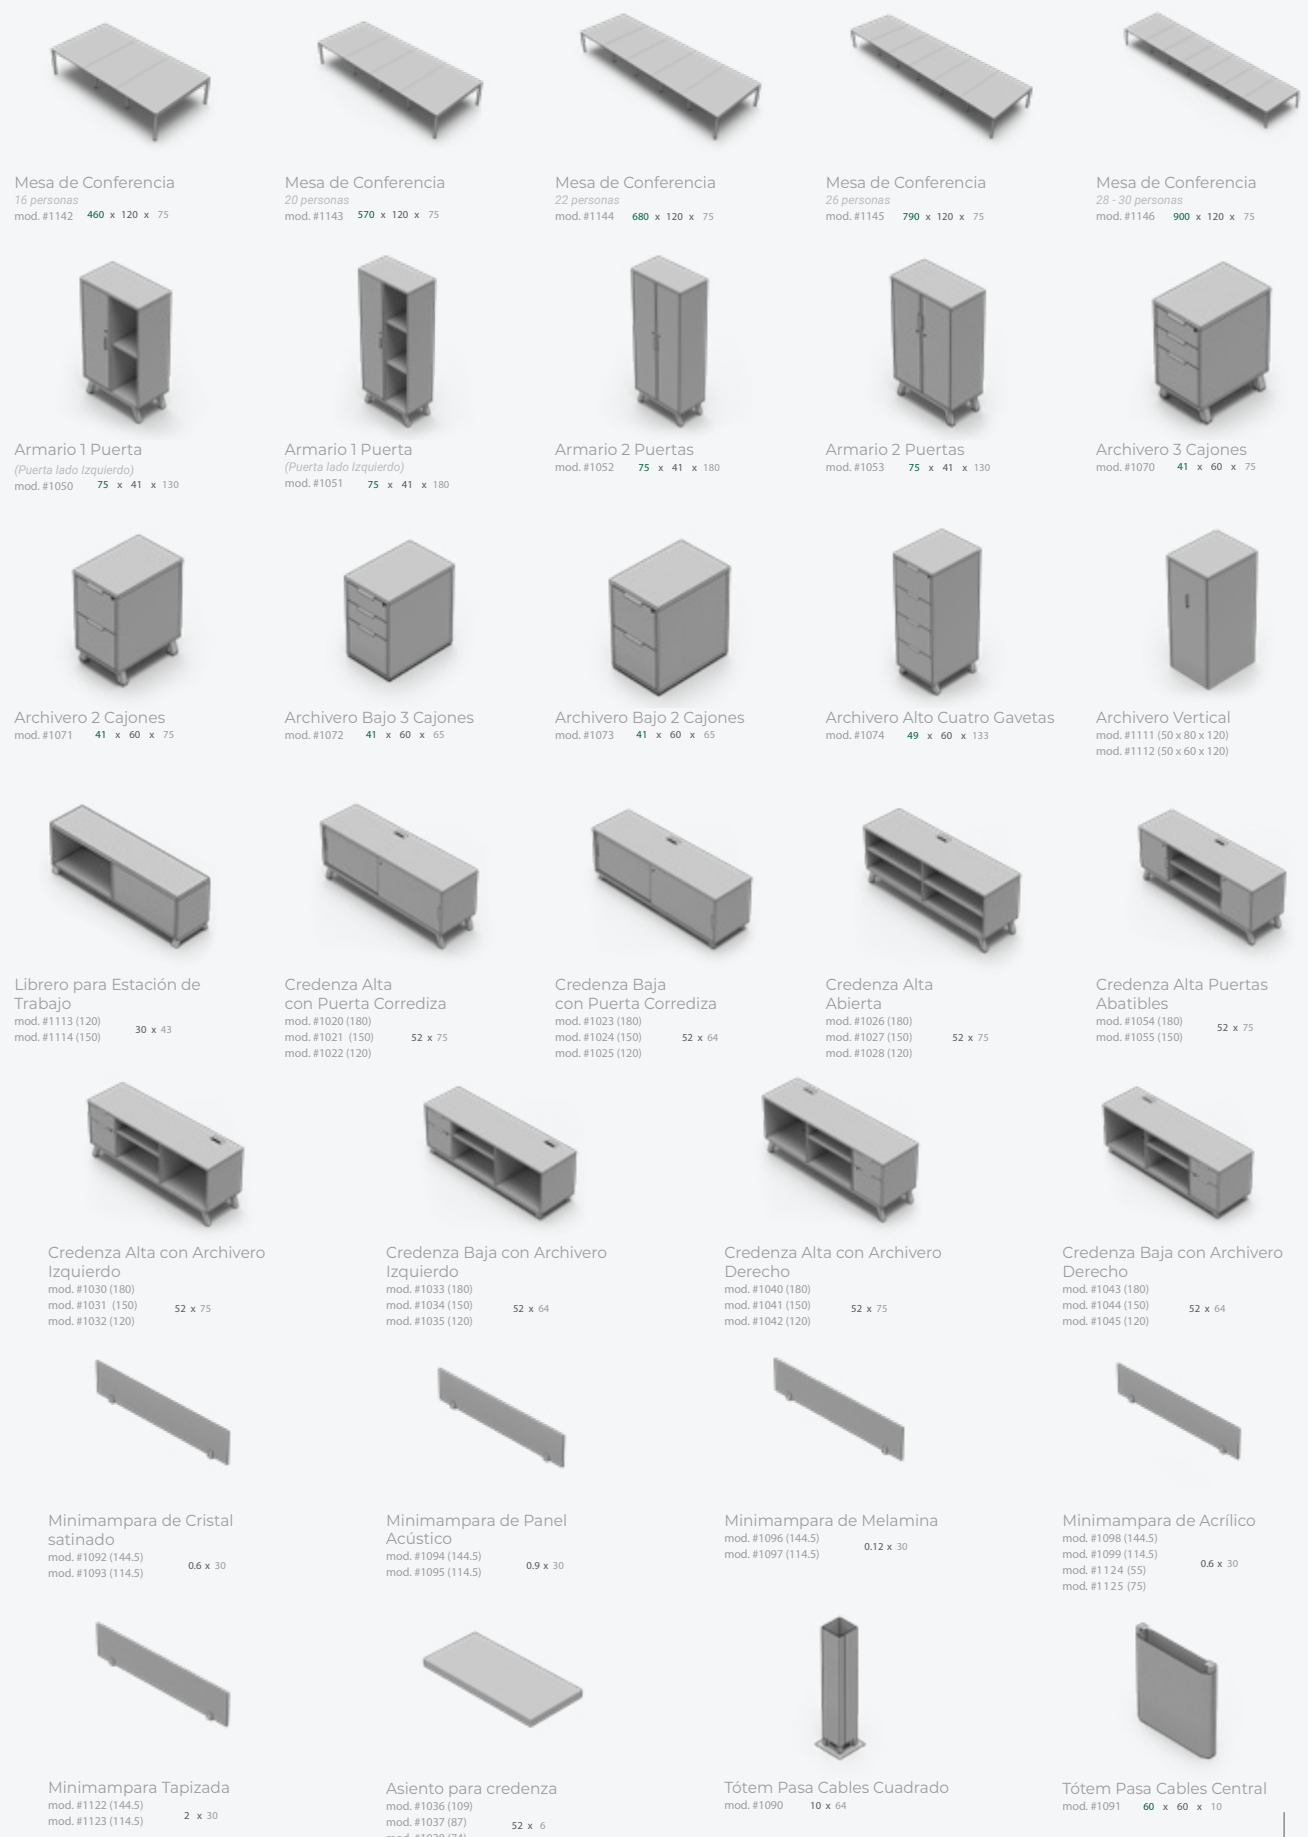 Mesa de Conferencia
16 personas
mod. #1142 460 x 120 x 75
Mesa de Conferencia
20 personas
mod. #1143 570 x 120 x 75
Mesa de Conferencia
22 personas
mod. #1144 680 x 120 x 75
Mesa de Conferencia
26 personas
mod. #1145 790 x 120 x 75
Mesa de Conferencia
28 - 30 personas
mod. #1146 900 x 120 x 75
Armario 1 Puerta
(Puerta lado Izquierdo)
mod. #1050 75 x 41 x 130
Armario 1 Puerta
(Puerta lado Izquierdo)
mod. #1051 75 x 41 x 180
Armario 2 Puertas
mod. #1052 75 x 41 x 180
Armario 2 Puertas
mod. #1053 75 x 41 x 130
Archivero 3 Cajones
mod. #1070 41 x 60 x 75
Archivero 2 Cajones
mod. #1071 41 x 60 x 75
Archivero Bajo 3 Cajones
mod. #1072 41 x 60 x 65
Archivero Bajo 2 Cajones
mod. #1073 41 x 60 x 65
Archivero Alto Cuatro Gavetas
mod. #1074 49 x 60 x 133
Archivero Vertical
mod. #1111 (50 x 80 x 120)
mod. #1112 (50 x 60 x 120)
Librero para Estación de
Trabajo
mod. #1113 (120)
mod. #1114 (150)
30 x 43
Credenza Alta
con Puerta Corrediza
mod. #1020 (180)
mod. #1021 (150) 52 x 75
mod. #1022 (120)
Credenza Baja
con Puerta Corrediza
mod. #1023 (180)
mod. #1024 (150) 52 x 64
mod. #1025 (120)
Credenza Alta
Abierta
mod. #1026 (180)
mod. #1027 (150) 52 x 75
mod. #1028 (120)
Credenza Alta Puertas
Abatibles
mod. #1054 (180)
mod. #1055 (150)
52 x 75
Credenza Alta con Archivero
Izquierdo
mod. #1030 (180)
mod. #1031 (150) 52 x 75
mod. #1032 (120)
Credenza Baja con Archivero
Izquierdo
mod. #1033 (180)
mod. #1034 (150) 52 x 64
mod. #1035 (120)
Credenza Alta con Archivero
Derecho
mod. #1040 (180)
mod. #1041 (150) 52 x 75
mod. #1042 (120)
Credenza Baja con Archivero
Derecho
mod. #1043 (180)
mod. #1044 (150) 52 x 64
mod. #1045 (120)
Minimampara de Cristal
satinado
mod. #1092 (144.5)
mod. #1093 (114.5)
0.6 x 30
Minimampara de Panel
Acústico
mod. #1094 (144.5)
mod. #1095 (114.5)
0.9 x 30
Minimampara de Melamina
mod. #1096 (144.5)
mod. #1097 (114.5)
0.12 x 30
Minimampara de Acrílico
mod. #1098 (144.5)
mod. #1099 (114.5)
mod. #1124 (55)
mod. #1125 (75)
0.6 x 30
Minimampara Tapizada
mod. #1122 (144.5)
mod. #1123 (114.5)
2 x 30
Asiento para credenza
mod. #1036 (109)
mod. #1037 (87) 52 x 6
Tótem Pasa Cables Cuadrado
mod. #1090 10 x 64
Tótem Pasa Cables Central
mod. #1091 60 x 60 x 10